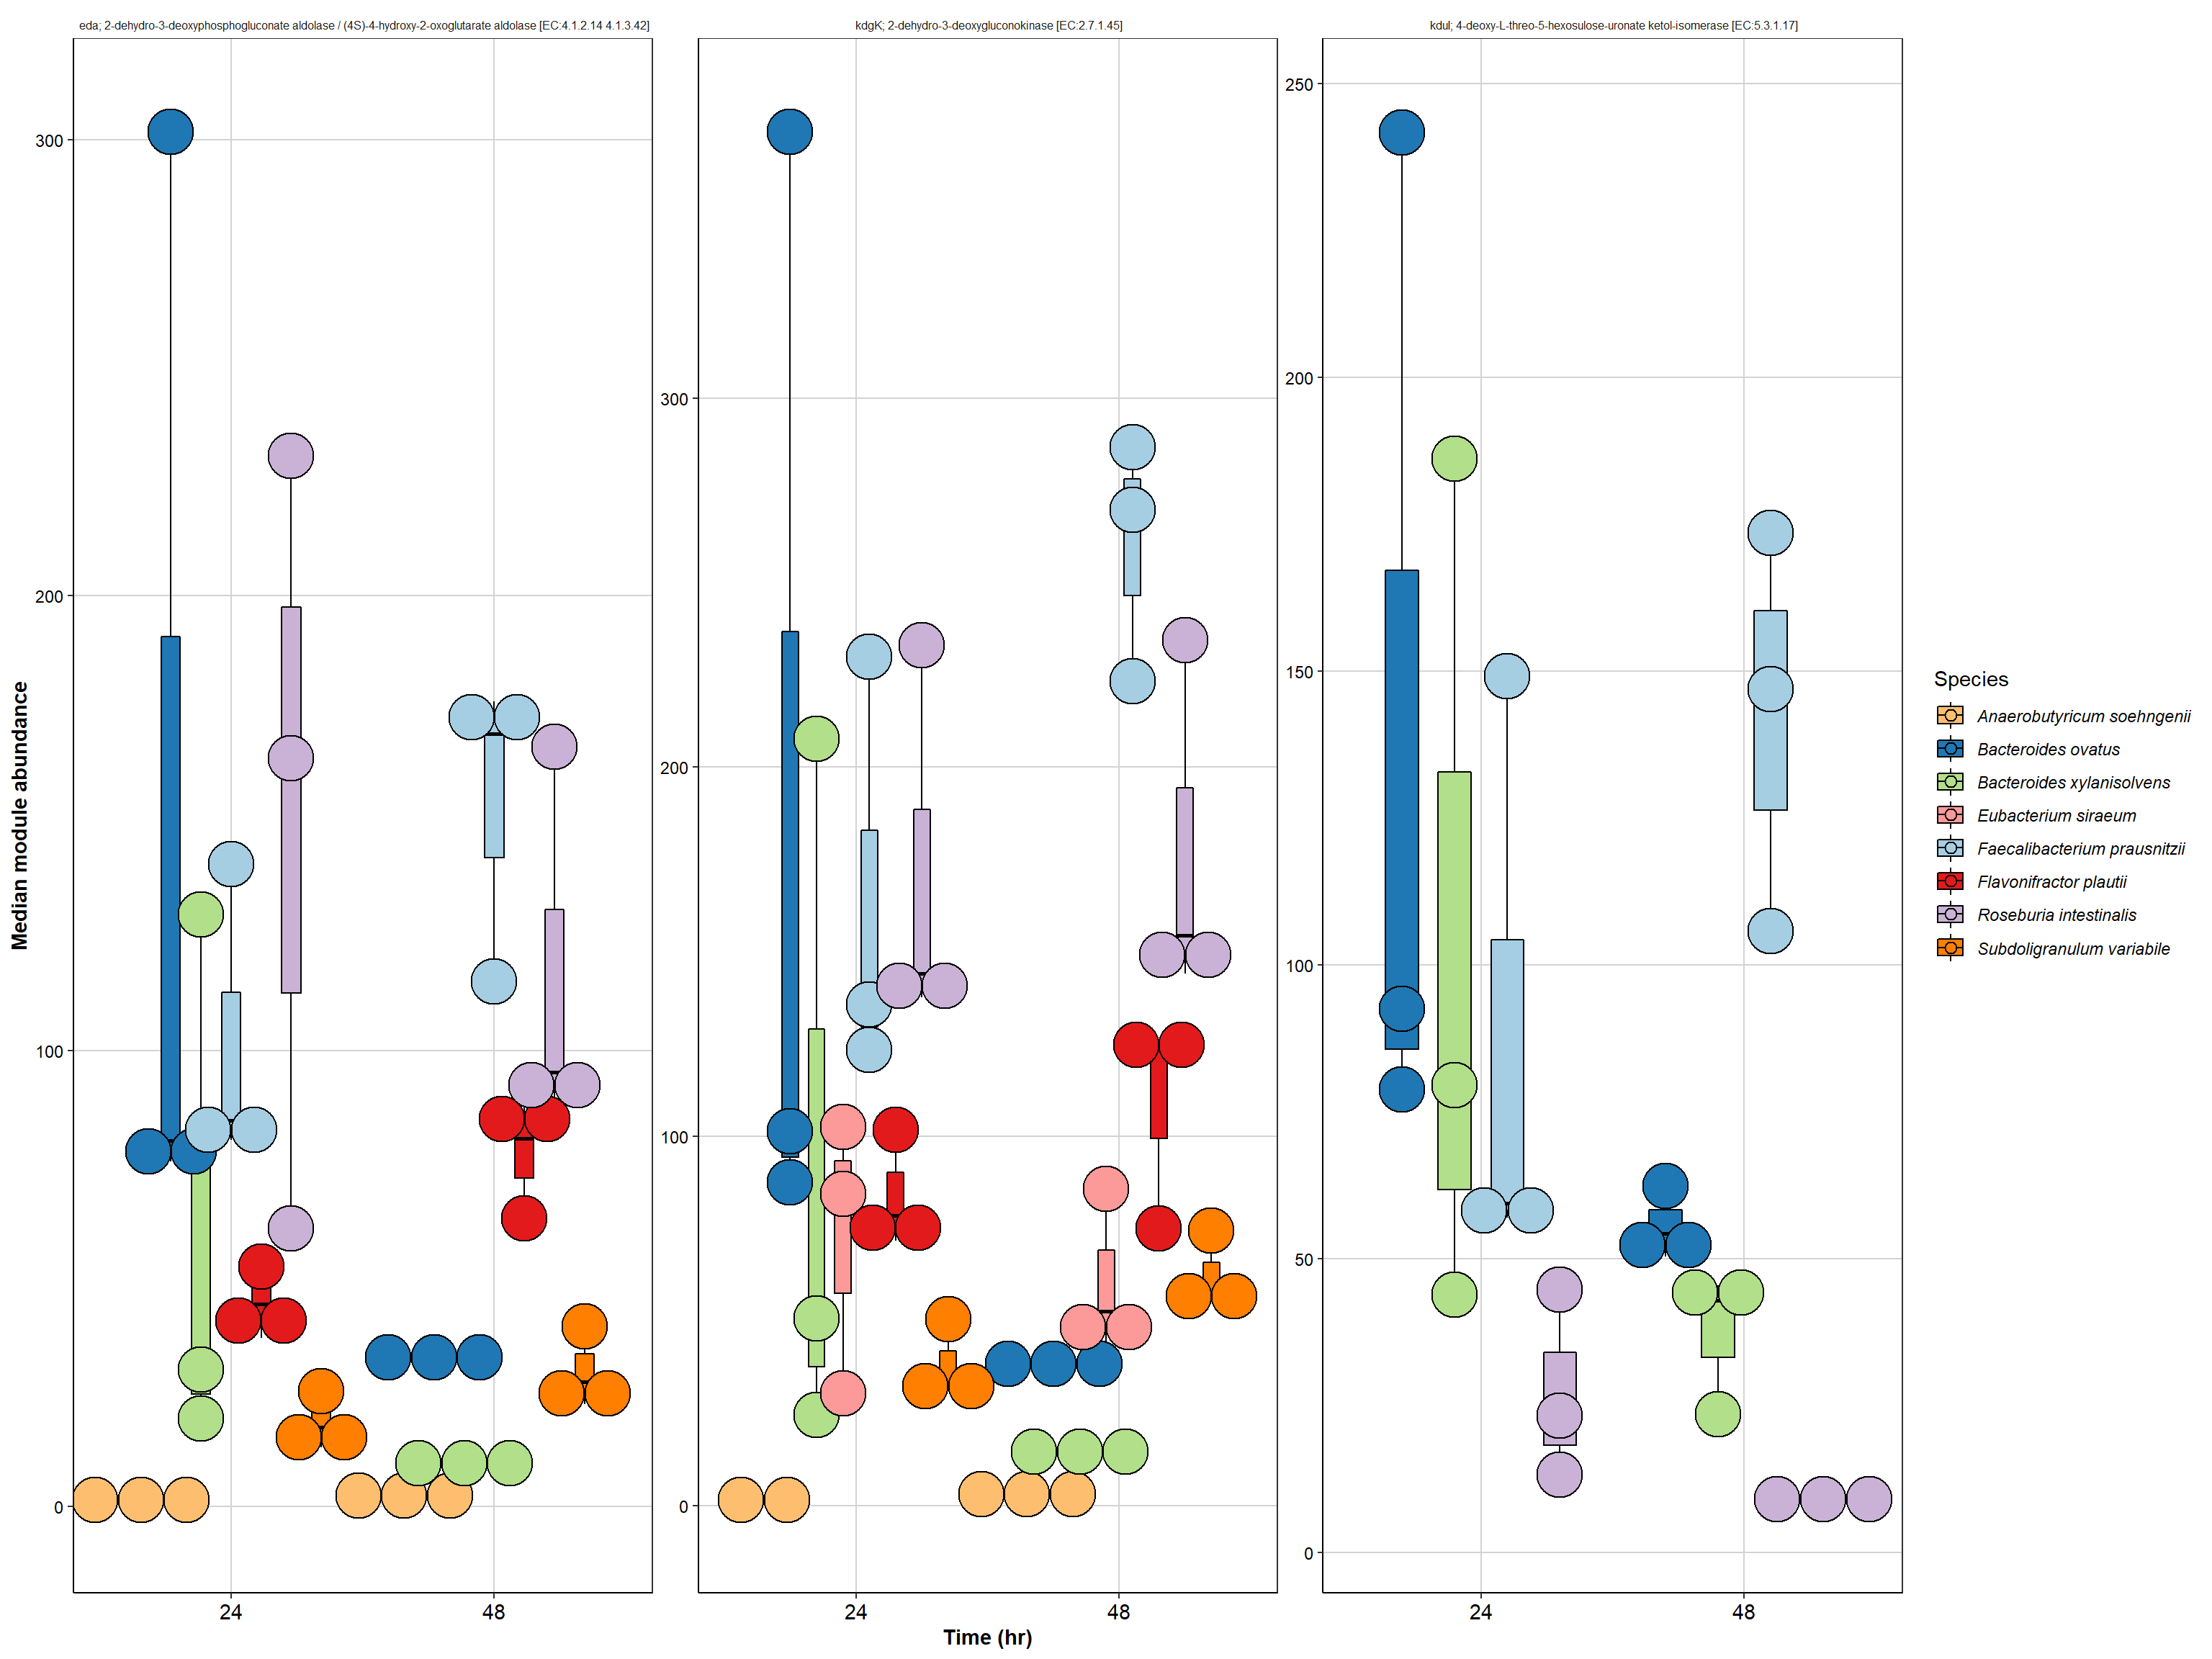 eda; 2-dehydro-3-deoxyphosphogluconate aldolase / (4S)-4-hydroxy-2-oxoglutarate aldolase [EC:4.1.2.14 4.1.3.42]
kdgK; 2-dehydro-3-deoxygluconokinase [EC:2.7.1.45]
kduI; 4-deoxy-L-threo-5-hexosulose-uronate ketol-isomerase [EC:5.3.1.17]
Median module abundance
300
200
100
0
24
48
300
200
100
0
24
48
250
200
150
100
50
0
24
48
Time (hr)
Species
Anaerobutyricum soehngenii
Bacteroides ovatus
Bacteroides xylanisolvens
Eubacterium siraeum
Faecalibacterium prausnitzii
Flavonifractor plautii
Roseburia intestinalis
Subdoligranulum variabile